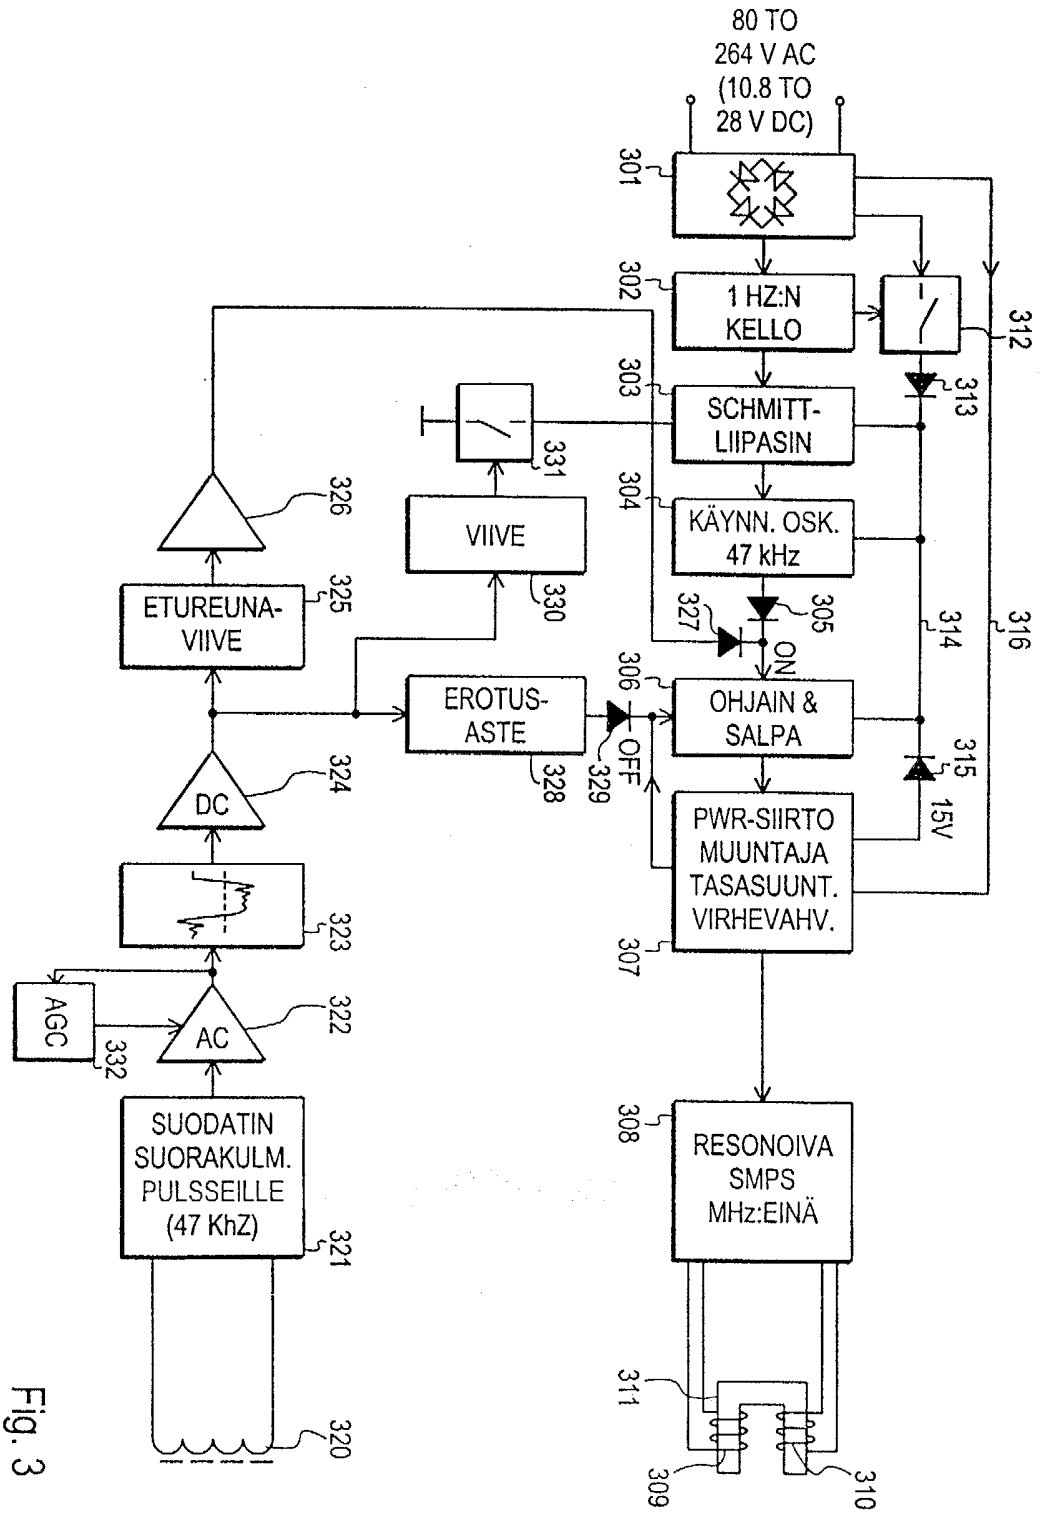 80 TO
264 V AC
(10.8 TO
28 V DC)
301
302
1 HZ:N
KELLO
312
303
SCHMITT-
LIIPASIN
313
331
304
KÄYNN. OSK.
47 kHz
326
VIIVE
330
305
327
ON
314
316
ETUREUNA-
VIIVE
325
306
OHJAIN &
SALPA
EROTUS-
ASTE
328
329
OFF
315
15V
324
DC
PWR-SIIRTO
MUUNTAJA
TASASUUNT.
VIRHEVAHV.
307
323
322
AC
AGC
332
SUODATIN
SUORAKULM.
PULSSEILLE
(47 KhZ)
321
308
RESONOIVA
SMPS
MHz:EINÄ
311
320
309
310
Fig. 3